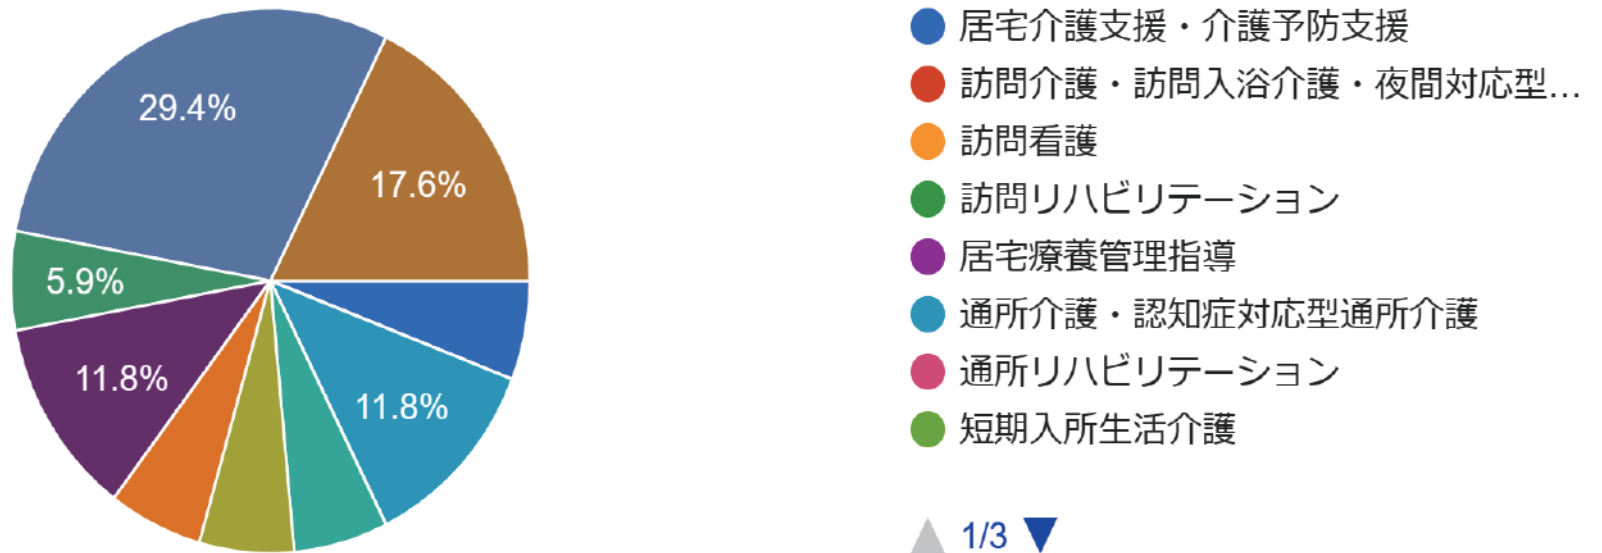 29.4%
17.6%
5.9%
11.8%
11.8%
居宅介護支援・介護予防支援
訪問介護・訪問入浴介護・夜間対応型…
訪問看護
訪問リハビリテーション
居宅療養管理指導
通所介護・認知症対応型通所介護
通所リハビリテーション
短期入所生活介護
1/3